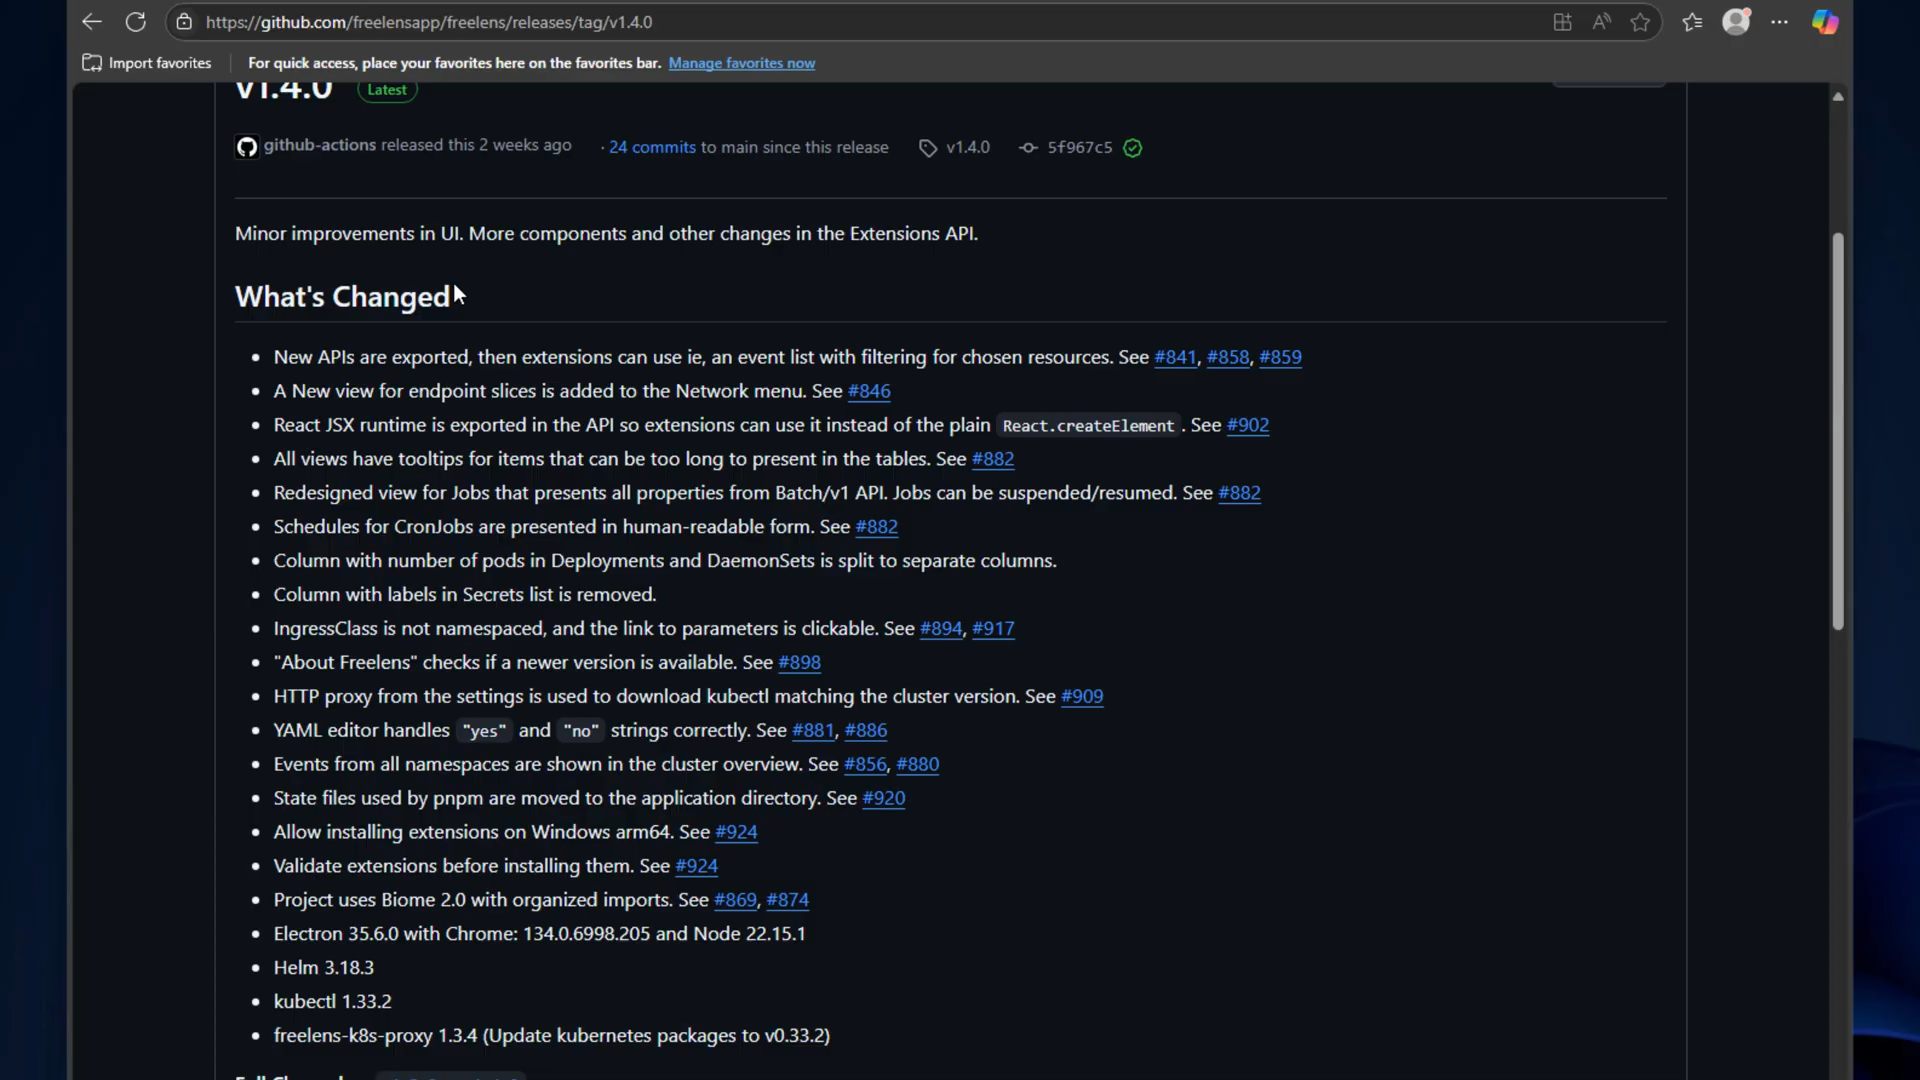 https://github.com/freelensapp/freelens/releases/tag/v1.4.0
Import favorites For quick access, place your favorites here on the favorites bar. Manage favorites now
v1.4.0 Latest
github-actions released this 2 weeks ago · 24 commits to main since this release v1.4.0 5f967c5
Minor improvements in UI. More components and other changes in the Extensions API.
What's Changed
• New APIs are exported, then extensions can use ie, an event list with filtering for chosen resources. See #841, #858, #859
• A New view for endpoint slices is added to the Network menu. See #846
• React JSX runtime is exported in the API so extensions can use it instead of the plain React.createElement. See #902
• All views have tooltips for items that can be too long to present in the tables. See #882
• Redesigned view for Jobs that presents all properties from Batch/v1 API. Jobs can be suspended/resumed. See #882
• Schedules for CronJobs are presented in human-readable form. See #882
• Column with number of pods in Deployments and DaemonSets is split to separate columns.
• Column with labels in Secrets list is removed.
• IngressClass is not namespaced, and the link to parameters is clickable. See #894, #917
• "About Freelens" checks if a newer version is available. See #898
• HTTP proxy from the settings is used to download kubectl matching the cluster version. See #909
• YAML editor handles "yes" and "no" strings correctly. See #881, #886
• Events from all namespaces are shown in the cluster overview. See #856, #880
• State files used by pnpm are moved to the application directory. See #920
• Allow installing extensions on Windows arm64. See #924
• Validate extensions before installing them. See #924
• Project uses Biome 2.0 with organized imports. See #869, #874
• Electron 35.6.0 with Chrome: 134.0.6998.205 and Node 22.15.1
• Helm 3.18.3
• kubectl 1.33.2
• freelens-k8s-proxy 1.3.4 (Update kubernetes packages to v0.33.2)